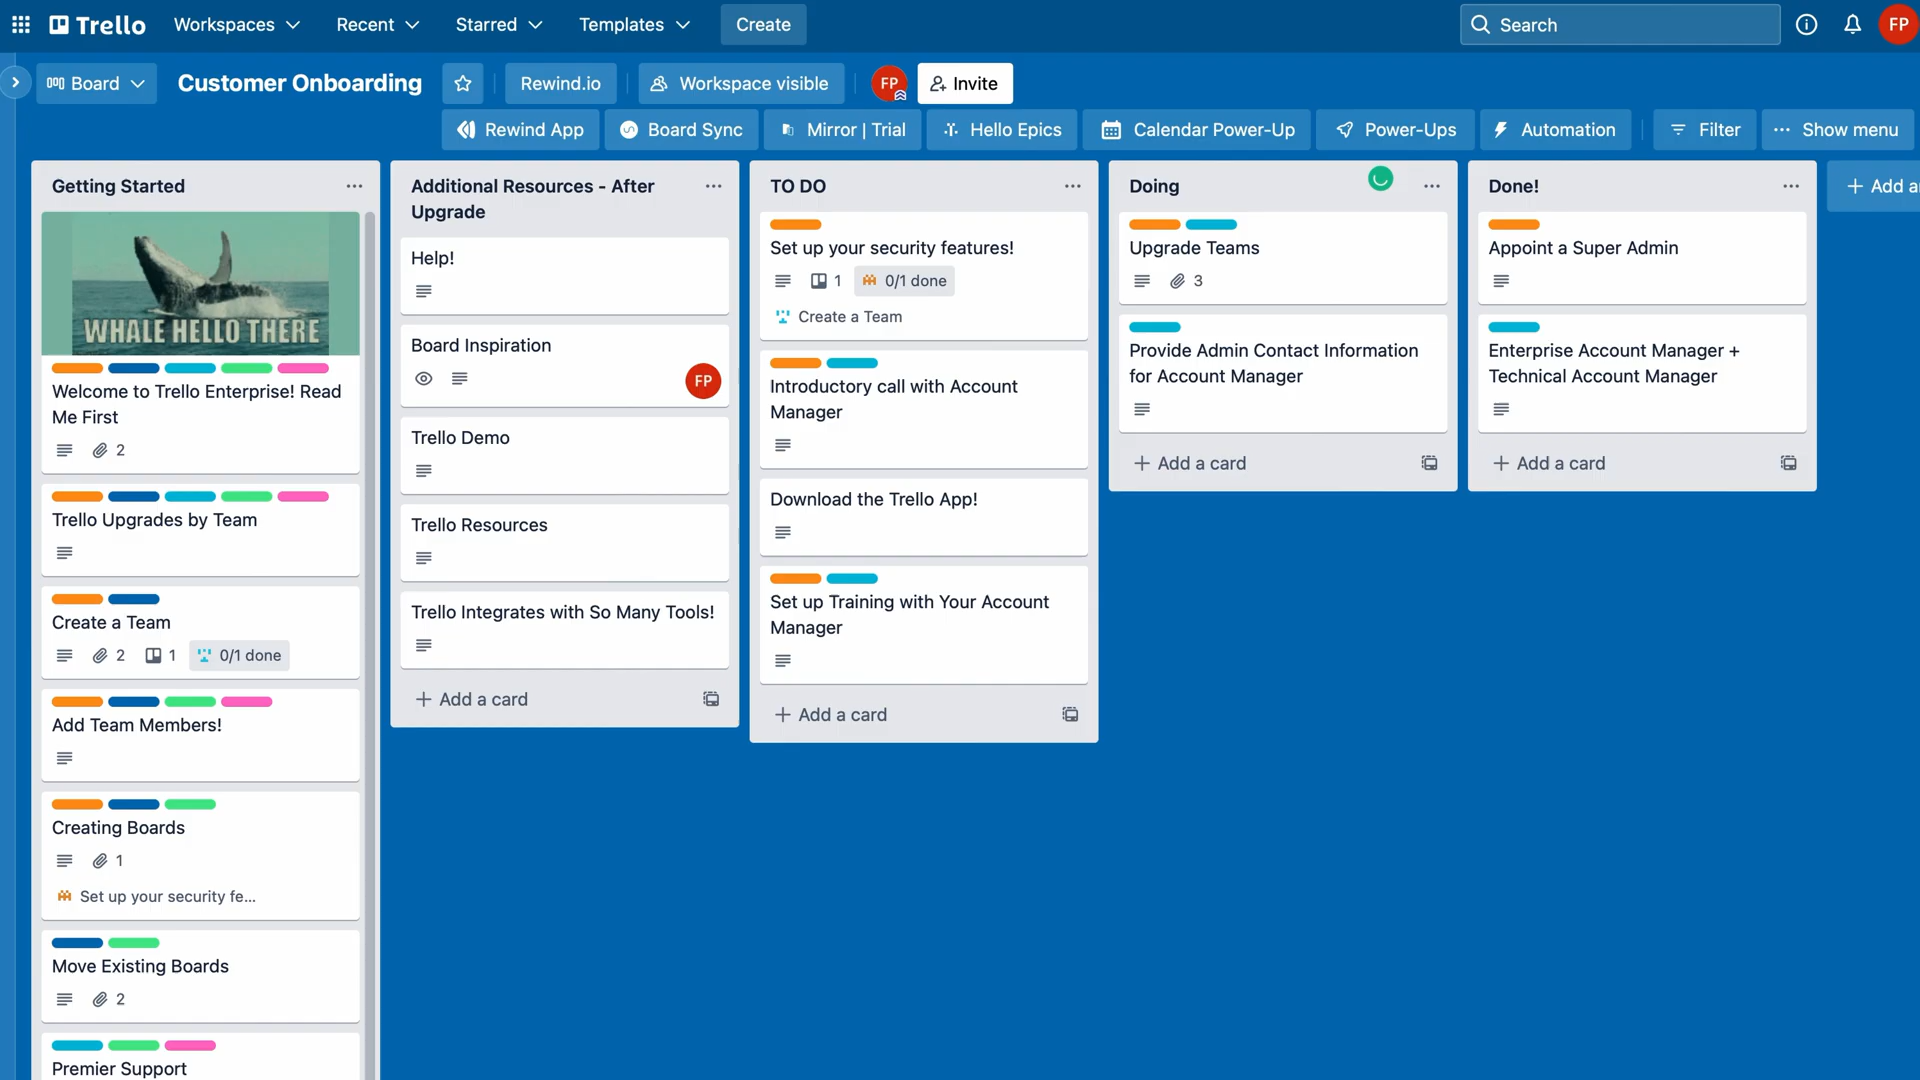 Trello
Workspaces
Recent
Starred
Templates
Create
Search
FP
Board
Customer Onboarding
Rewind.io
Workspace visible
FP
Invite
Rewind App
Board Sync
Mirror | Trial
Hello Epics
Calendar Power-Up
Power-Ups
Automation
Filter
Show menu
Getting Started
WHALE HELLO THERE
Welcome to Trello Enterprise! Read
Me First
2
Trello Upgrades by Team
Create a Team
2
1
0/1 done
Add Team Members!
Creating Boards
1
Set up your security fe...
Move Existing Boards
2
Premier Support
Additional Resources - After
Upgrade
Help!
Board Inspiration
FP
Trello Demo
Trello Resources
Trello Integrates with So Many Tools!
Add a card
TO DO
Set up your security features!
1
0/1 done
Create a Team
Introductory call with Account
Manager
Download the Trello App!
Set up Training with Your Account
Manager
Add a card
Doing
Upgrade Teams
3
Provide Admin Contact Information
for Account Manager
Add a card
Done!
Appoint a Super Admin
Enterprise Account Manager +
Technical Account Manager
Add a card
Add